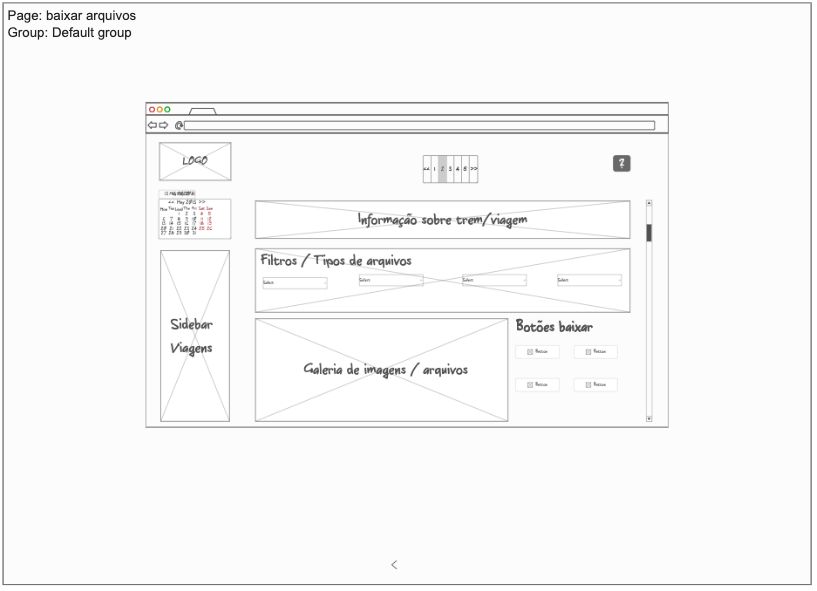 Page: baixar arquivos
Group: Default group
@
LOGO
<< 1 2 3 4 5 >>
?
<< May 2013 >>
Informação sobre trem/viagem
Filtros / Tipos de arquivos
Select
Select
Select
Select
Sidebar
Viagens
Galeria de imagens / arquivos
Botões baixar
Button
Button
Button
Button
<